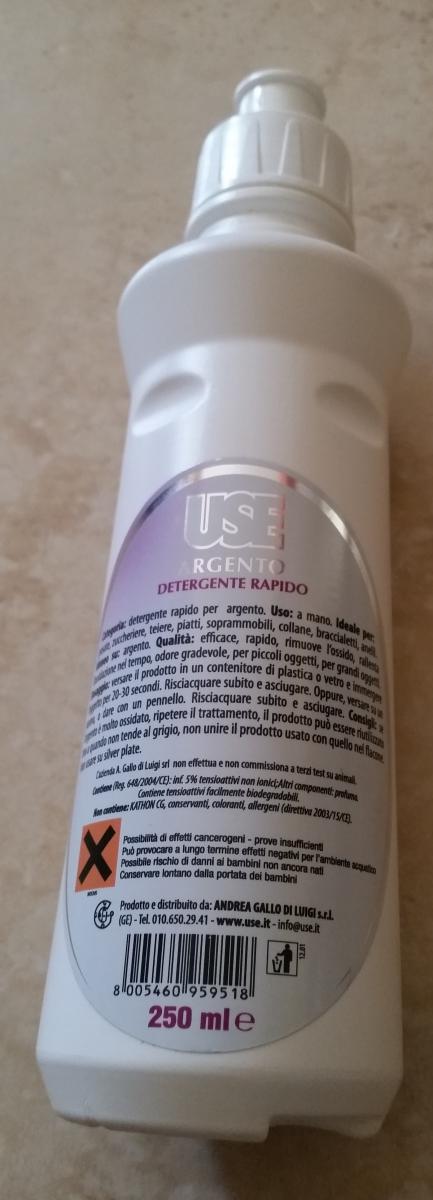 USE
ARGENTO
DETERGENTE RAPIDO
detergente rapido per argento. Uso: a mano. Ideale per:
zuccheriere, teiere, piatti, soprammobili, collane, braccialetti, anelli.
argento. Qualità: efficace, rapido, rimuove l'ossido, rallenta
nel tempo, odore gradevole, per piccoli oggetti, per grandi oggetti.
versare il prodotto in un contenitore di plastica o vetro e immergere
per 20-30 secondi. Risciacquare subito e asciugare. Oppure, versare su un
o dare con un pennello. Risciacquare subito e asciugare. Consigli: se
è molto ossidato, ripetere il trattamento, il prodotto può essere riutilizzato
quando non tende al grigio, non unire il prodotto usato con quello nel flacone,
usare su silver plate.
L'azienda A. Gallo di Luigi srl non effettua e non commissiona a terzi test su animali.
Contiene (Reg. 648/2004/CE): inf. 5% tensioattivi non ionici; Altri componenti: profumo.
Contiene tensioattivi facilmente biodegradabili.
Non contiene: KATHON CG, conservanti, coloranti, allergeni (direttiva 2003/15/CE).
Possibilità di effetti cancerogeni - prove insufficienti
Può provocare a lungo termine effetti negativi per l'ambiente acquatico
Possibile rischio di danni ai bambini non ancora nati
Conservare lontano dalla portata dei bambini
Prodotto e distribuito da: ANDREA GALLO DI LUIGI s.r.l.
(GE) - Tel. 010.650.29.41 - www.use.it - info@use.it
12.01
8 005460 959518
250 ml e